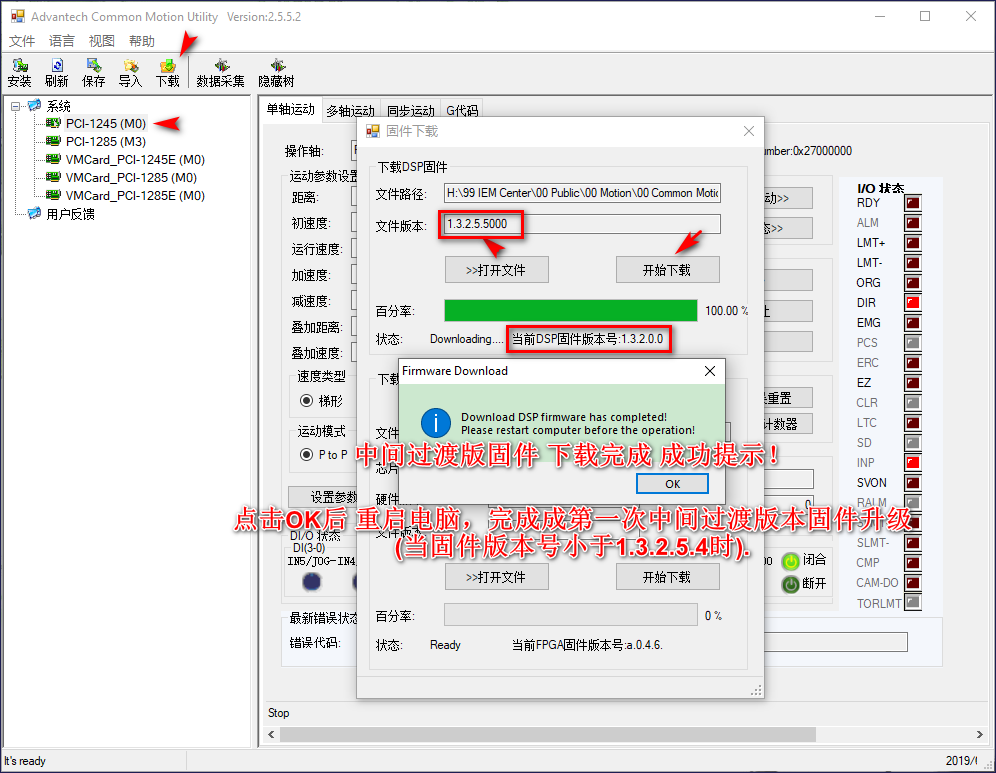 Advantech Common Motion Utility Version:2.5.5.2
文件 语言 视图 帮助
安装 刷新 保存 导入 下载 数据采集 隐藏树
系统
PCI-1245 (M0)
PCI-1285 (M3)
VMCard_PCI-1245E (M0)
VMCard_PCI-1285 (M0)
VMCard_PCI-1285E (M0)
用户反馈
单轴运动 多轴运动 同步运动 G代码
操作轴:
运动参数设置
距离:
初速度:
运行速度:
加速度:
减速度:
叠加距离:
叠加速度:
速度类型
梯形
运动模式
P to P
设置参数
DI/O 状态
DI(3-0)
IN5/JOG-IN4
最新错误状态
错误代码:
固件下载
下载DSP固件
文件路径: H:\99 IEM Center\00 Public\00 Motion\00 Common Motic
文件版本: 1.3.2.5.5000
>>打开文件 开始下载
百分率: 100.00 %
状态: Downloading.... 当前DSP固件版本号:1.3.2.0.0
Firmware Download
Download DSP firmware has completed!
Please restart computer before the operation!
OK
中间过渡版固件 下载完成 成功提示!
点击OK后 重启电脑，完成成第一次中间过渡版本固件升级
(当固件版本号小于1.3.2.5.4时).
>>打开文件 开始下载
百分率: 0 %
状态: Ready 当前FPGA固件版本号:a.0.4.6.
umber:0x27000000
动>>
态>>
止
重置
计数器
0
00
闭合
断开
I/O 状态
RDY
ALM
LMT+
LMT-
ORG
DIR
EMG
PCS
ERC
EZ
CLR
LTC
SD
INP
SVON
RALM
SLMT-
CMP
CAM-DO
TORLMT
Stop
It's ready
2019/